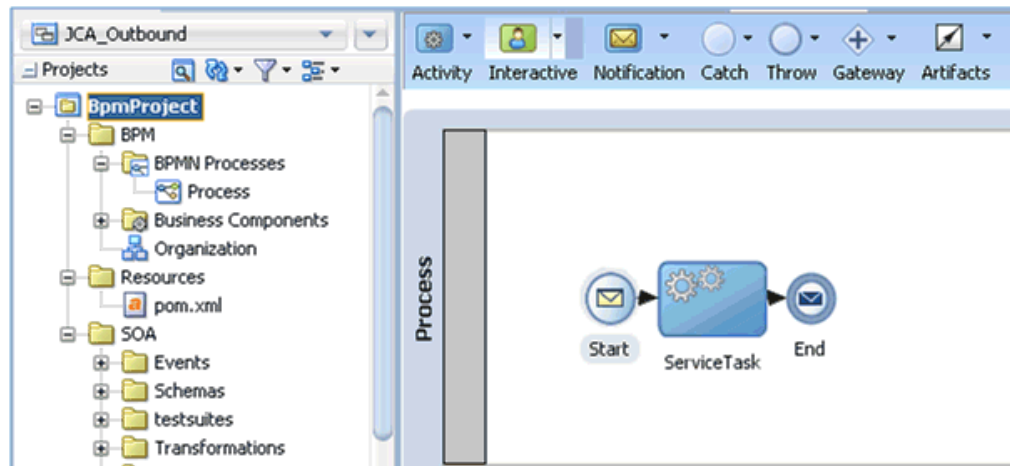 JCA_Outbound
Projects
BpmProject
BPM
BPMN Processes
Process
Business Components
Organization
Resources
pom.xml
SOA
Events
Schemas
testsuites
Transformations
Activity Interactive Notification Catch Throw Gateway Artifacts
Process
Start ServiceTask End